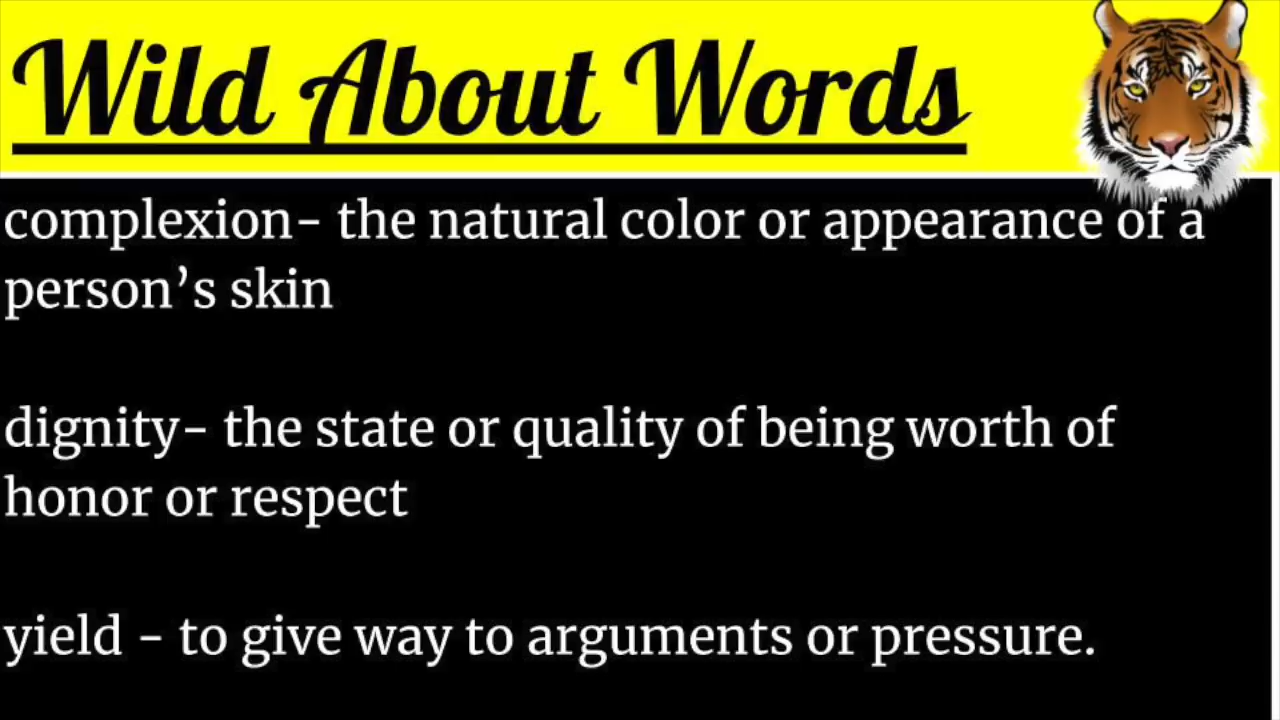 Wild About Words
complexion- the natural color or appearance of a
person’s skin
dignity- the state or quality of being worth of
honor or respect
yield - to give way to arguments or pressure.